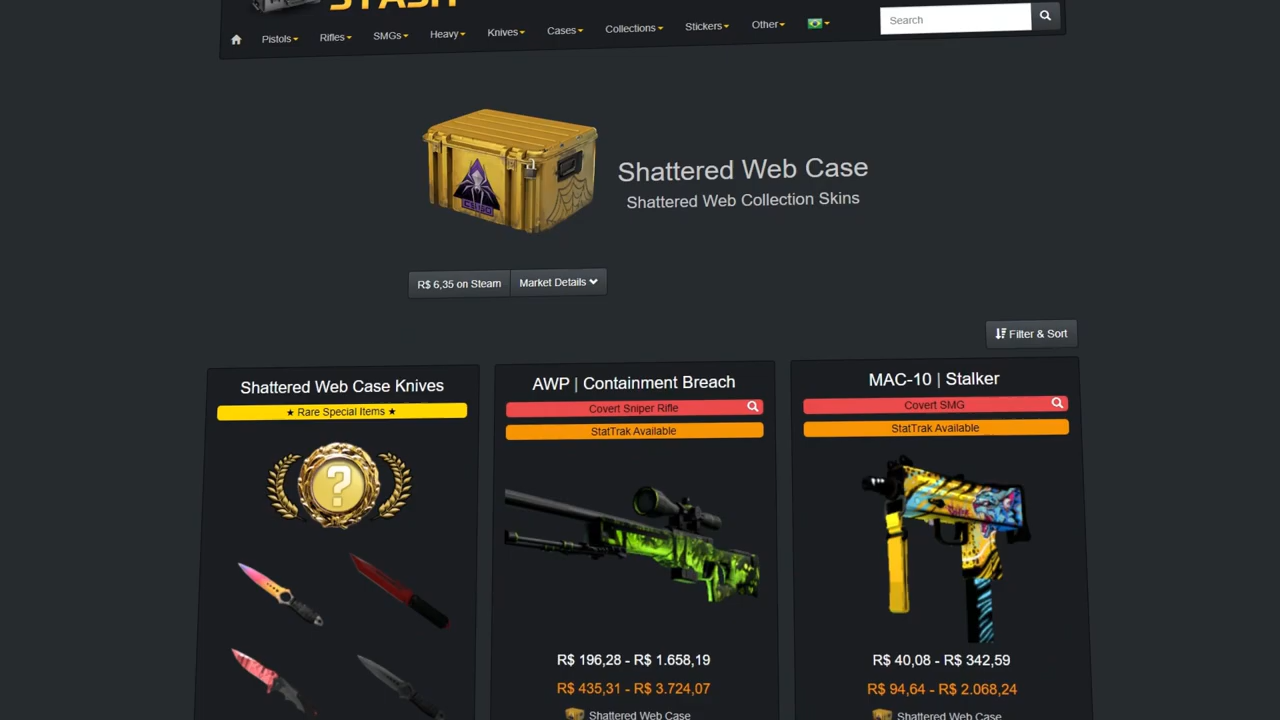 STASH
Pistols Rifles SMGs Heavy Knives Cases Collections Stickers Other
Search
CS:GO
Shattered Web Case
Shattered Web Collection Skins
R$ 6,35 on Steam Market Details
Filter & Sort
Shattered Web Case Knives
★ Rare Special Items ★
?
AWP | Containment Breach
Covert Sniper Rifle
StatTrak Available
R$ 196,28 - R$ 1.658,19
R$ 435,31 - R$ 3.724,07
Shattered Web Case
MAC-10 | Stalker
Covert SMG
StatTrak Available
R$ 40,08 - R$ 342,59
R$ 94,64 - R$ 2.068,24
Shattered Web Case